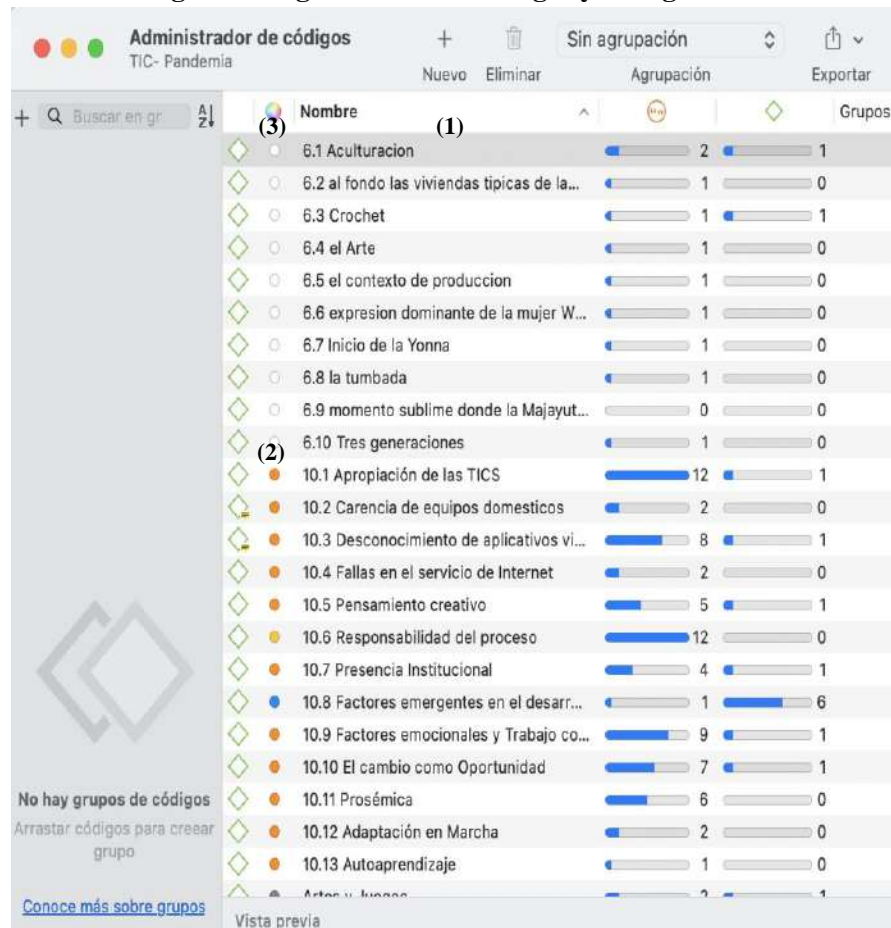 Administrador de códigos
TIC- Pandemia
Nuevo Eliminar
Sin agrupación
Agrupación
Exportar
Buscar en gr
Nombre
Grupos
(3)
(1)
6.1 Aculturacion 2 1
6.2 al fondo las viviendas tipicas de la... 1 0
6.3 Crochet 1 1
6.4 el Arte 1 0
6.5 el contexto de produccion 1 0
6.6 expresion dominante de la mujer W... 1 0
6.7 Inicio de la Yonna 1 0
6.8 la tumbada 1 0
6.9 momento sublime donde la Majayut... 0 0
6.10 Tres generaciones 1 0
(2)
10.1 Apropiación de las TICS 12 1
10.2 Carencia de equipos domesticos 2 0
10.3 Desconocimiento de aplicativos vi... 8 1
10.4 Fallas en el servicio de Internet 2 0
10.5 Pensamiento creativo 5 1
10.6 Responsabilidad del proceso 12 0
10.7 Presencia Institucional 4 1
10.8 Factores emergentes en el desarr... 1 6
10.9 Factores emocionales y Trabajo co... 9 1
10.10 El cambio como Oportunidad 7 1
10.11 Prosémica 6 0
10.12 Adaptación en Marcha 2 0
10.13 Autoaprendizaje 1 0
No hay grupos de códigos
Arrastar códigos para creear
grupo
Conoce más sobre grupos
Vista previa